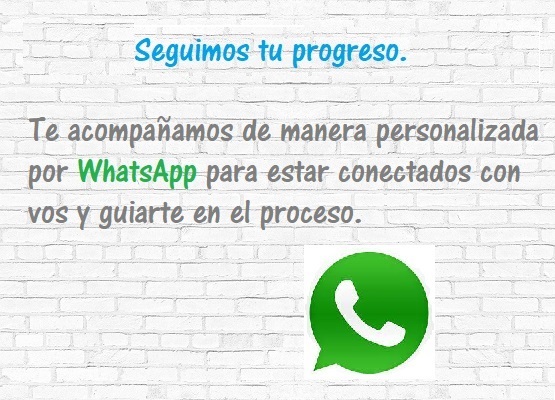 Seguimos tu progreso.
Te acompañamos de manera personalizada
por WhatsApp para estar conectados con
vos y guiarte en el proceso.